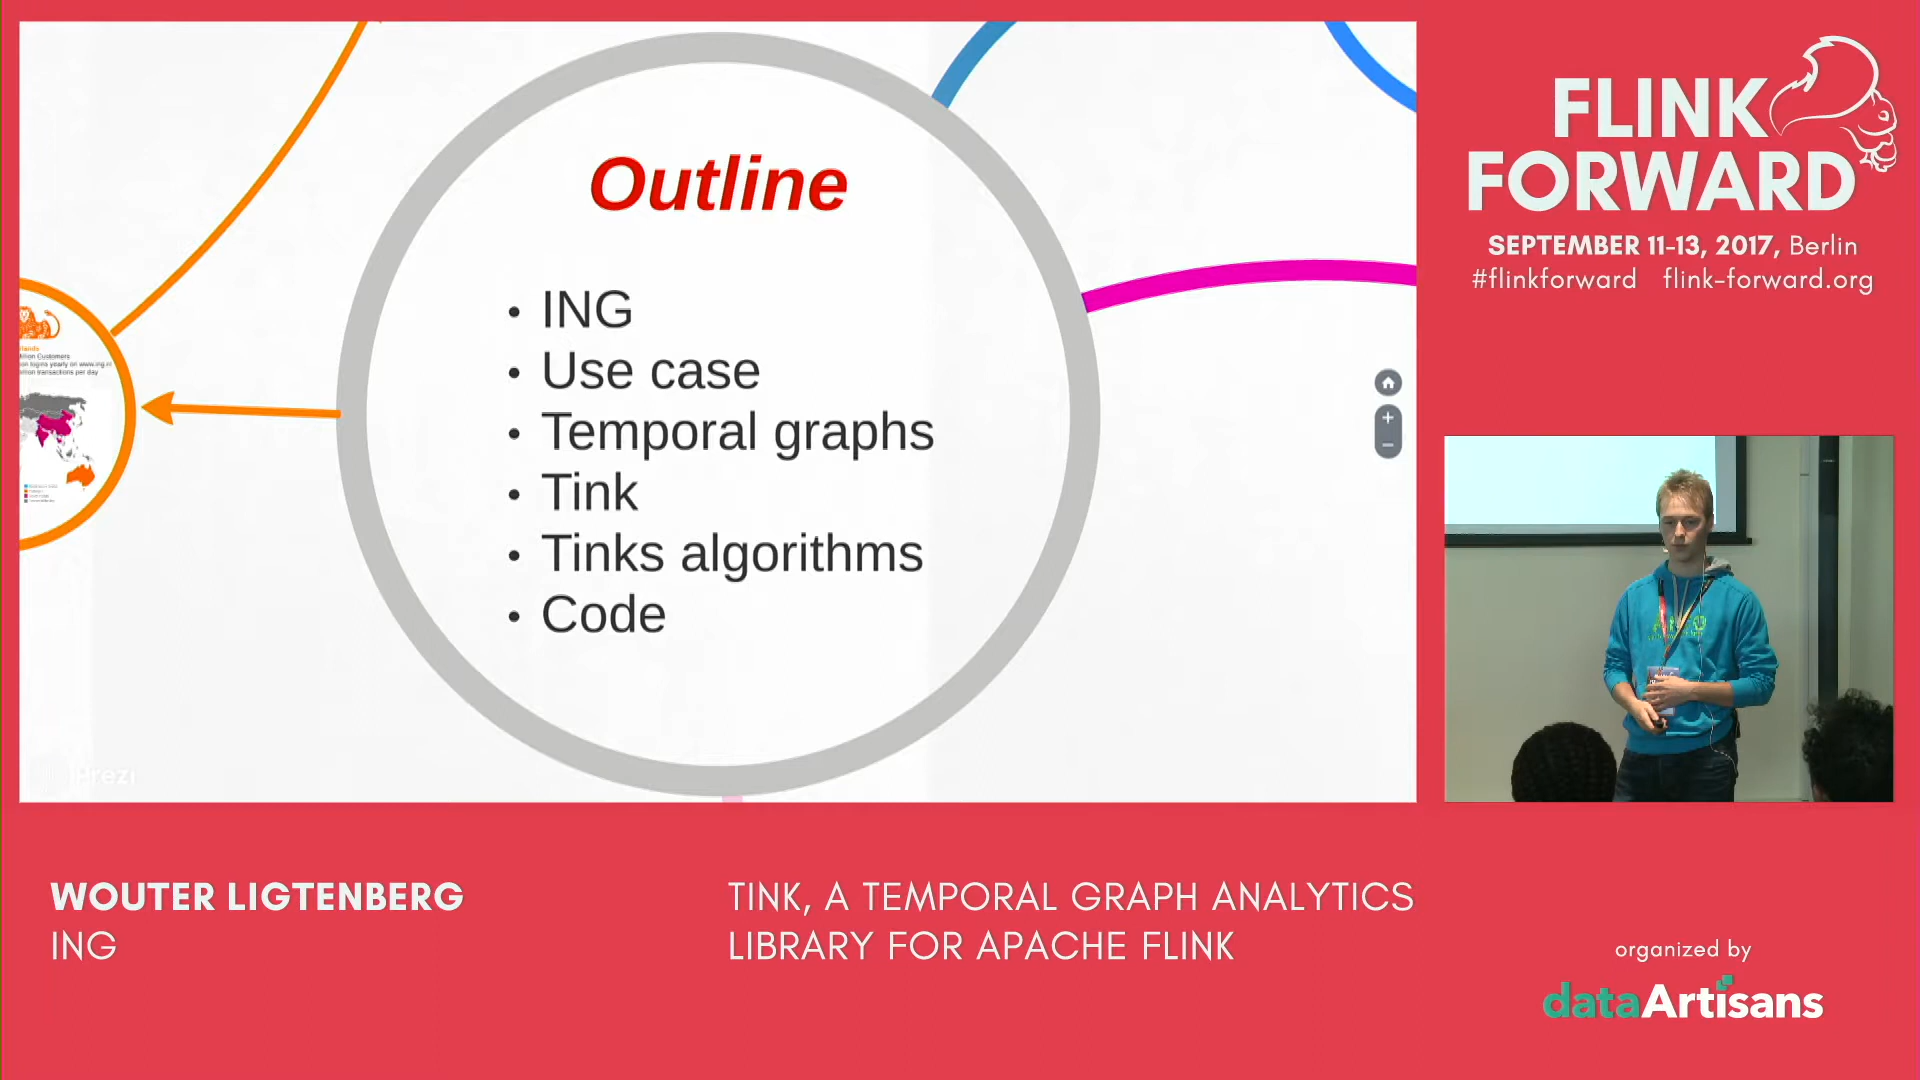 Outline
• ING
• Use case
• Temporal graphs
• Tink
• Tinks algorithms
• Code
Prezi
FLINK
FORWARD
SEPTEMBER 11-13, 2017, Berlin
#flinkforward flink-forward.org
WOUTER LIGTENBERG
ING
TINK, A TEMPORAL GRAPH ANALYTICS
LIBRARY FOR APACHE FLINK
organized by
dataArtisans